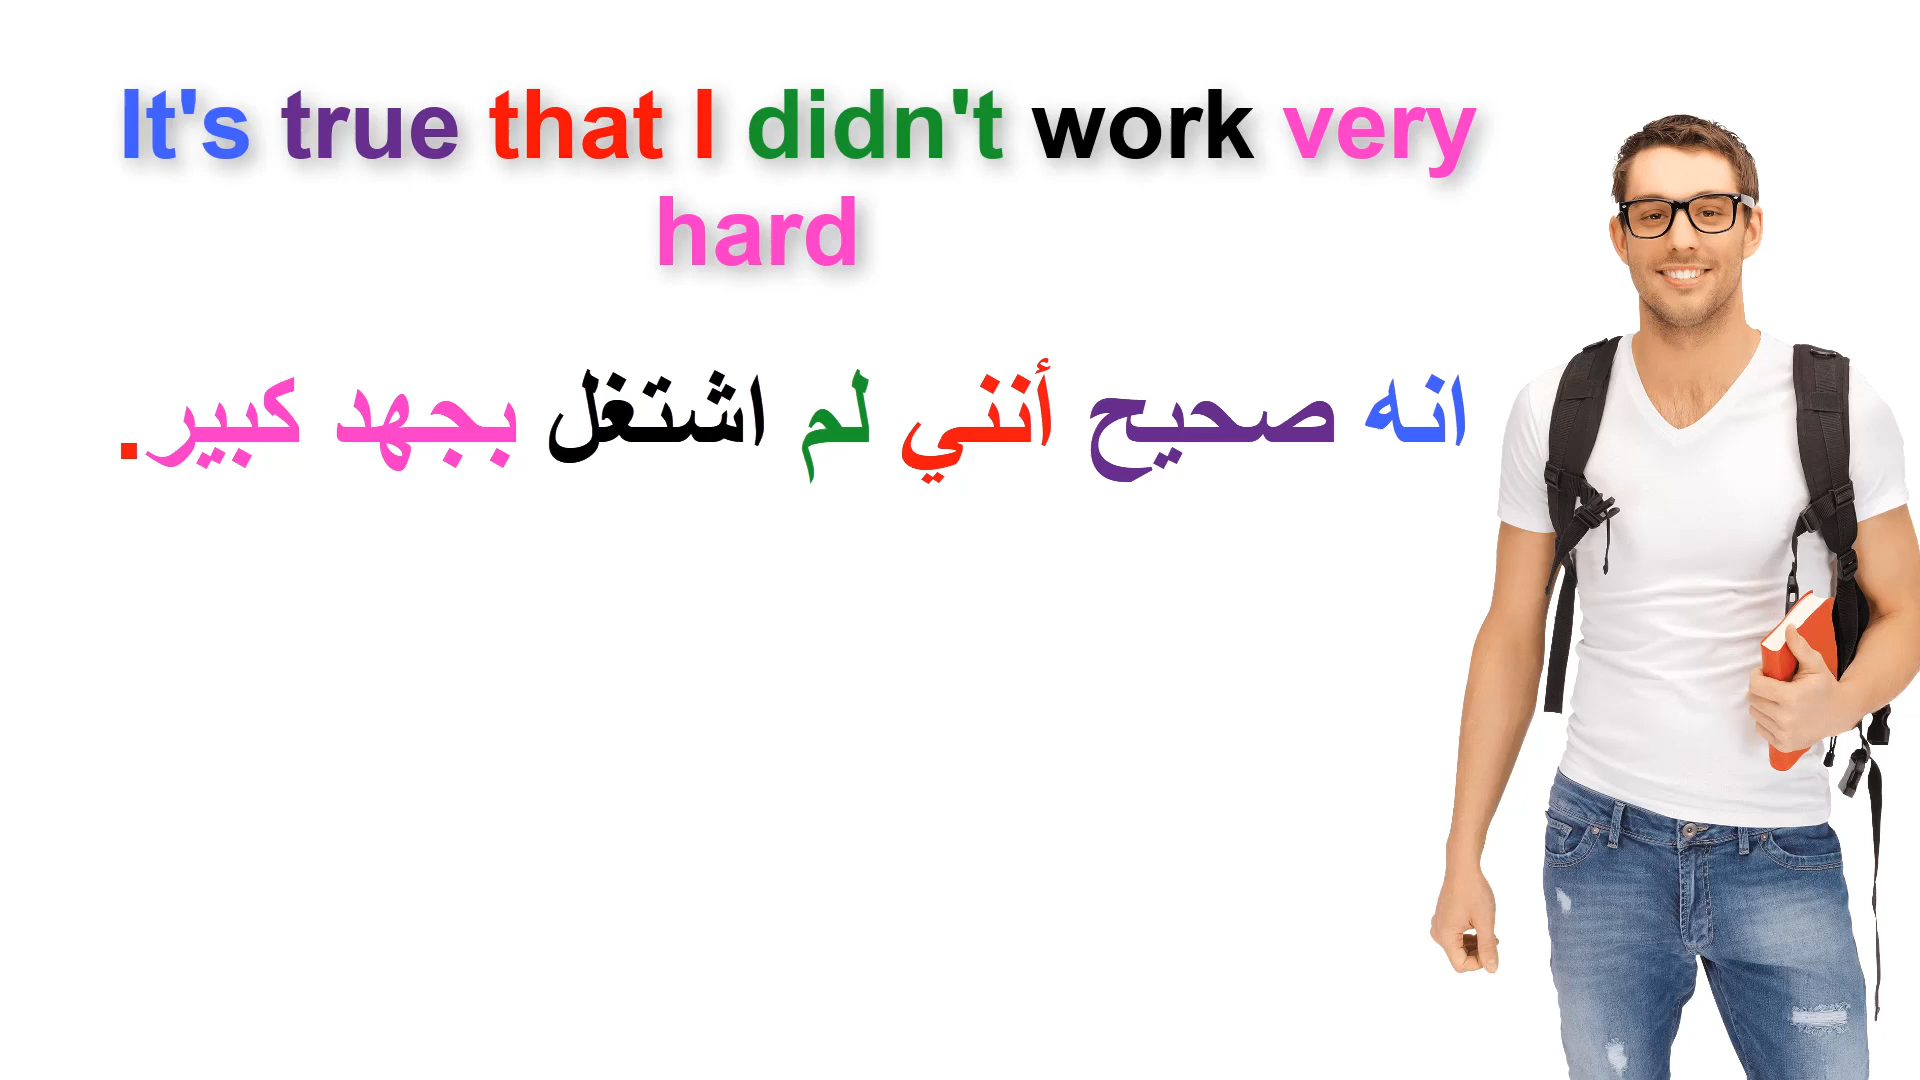 It's true that I didn't work very
hard
انه صحيح أنني لم اشتغل بجهد كبير.